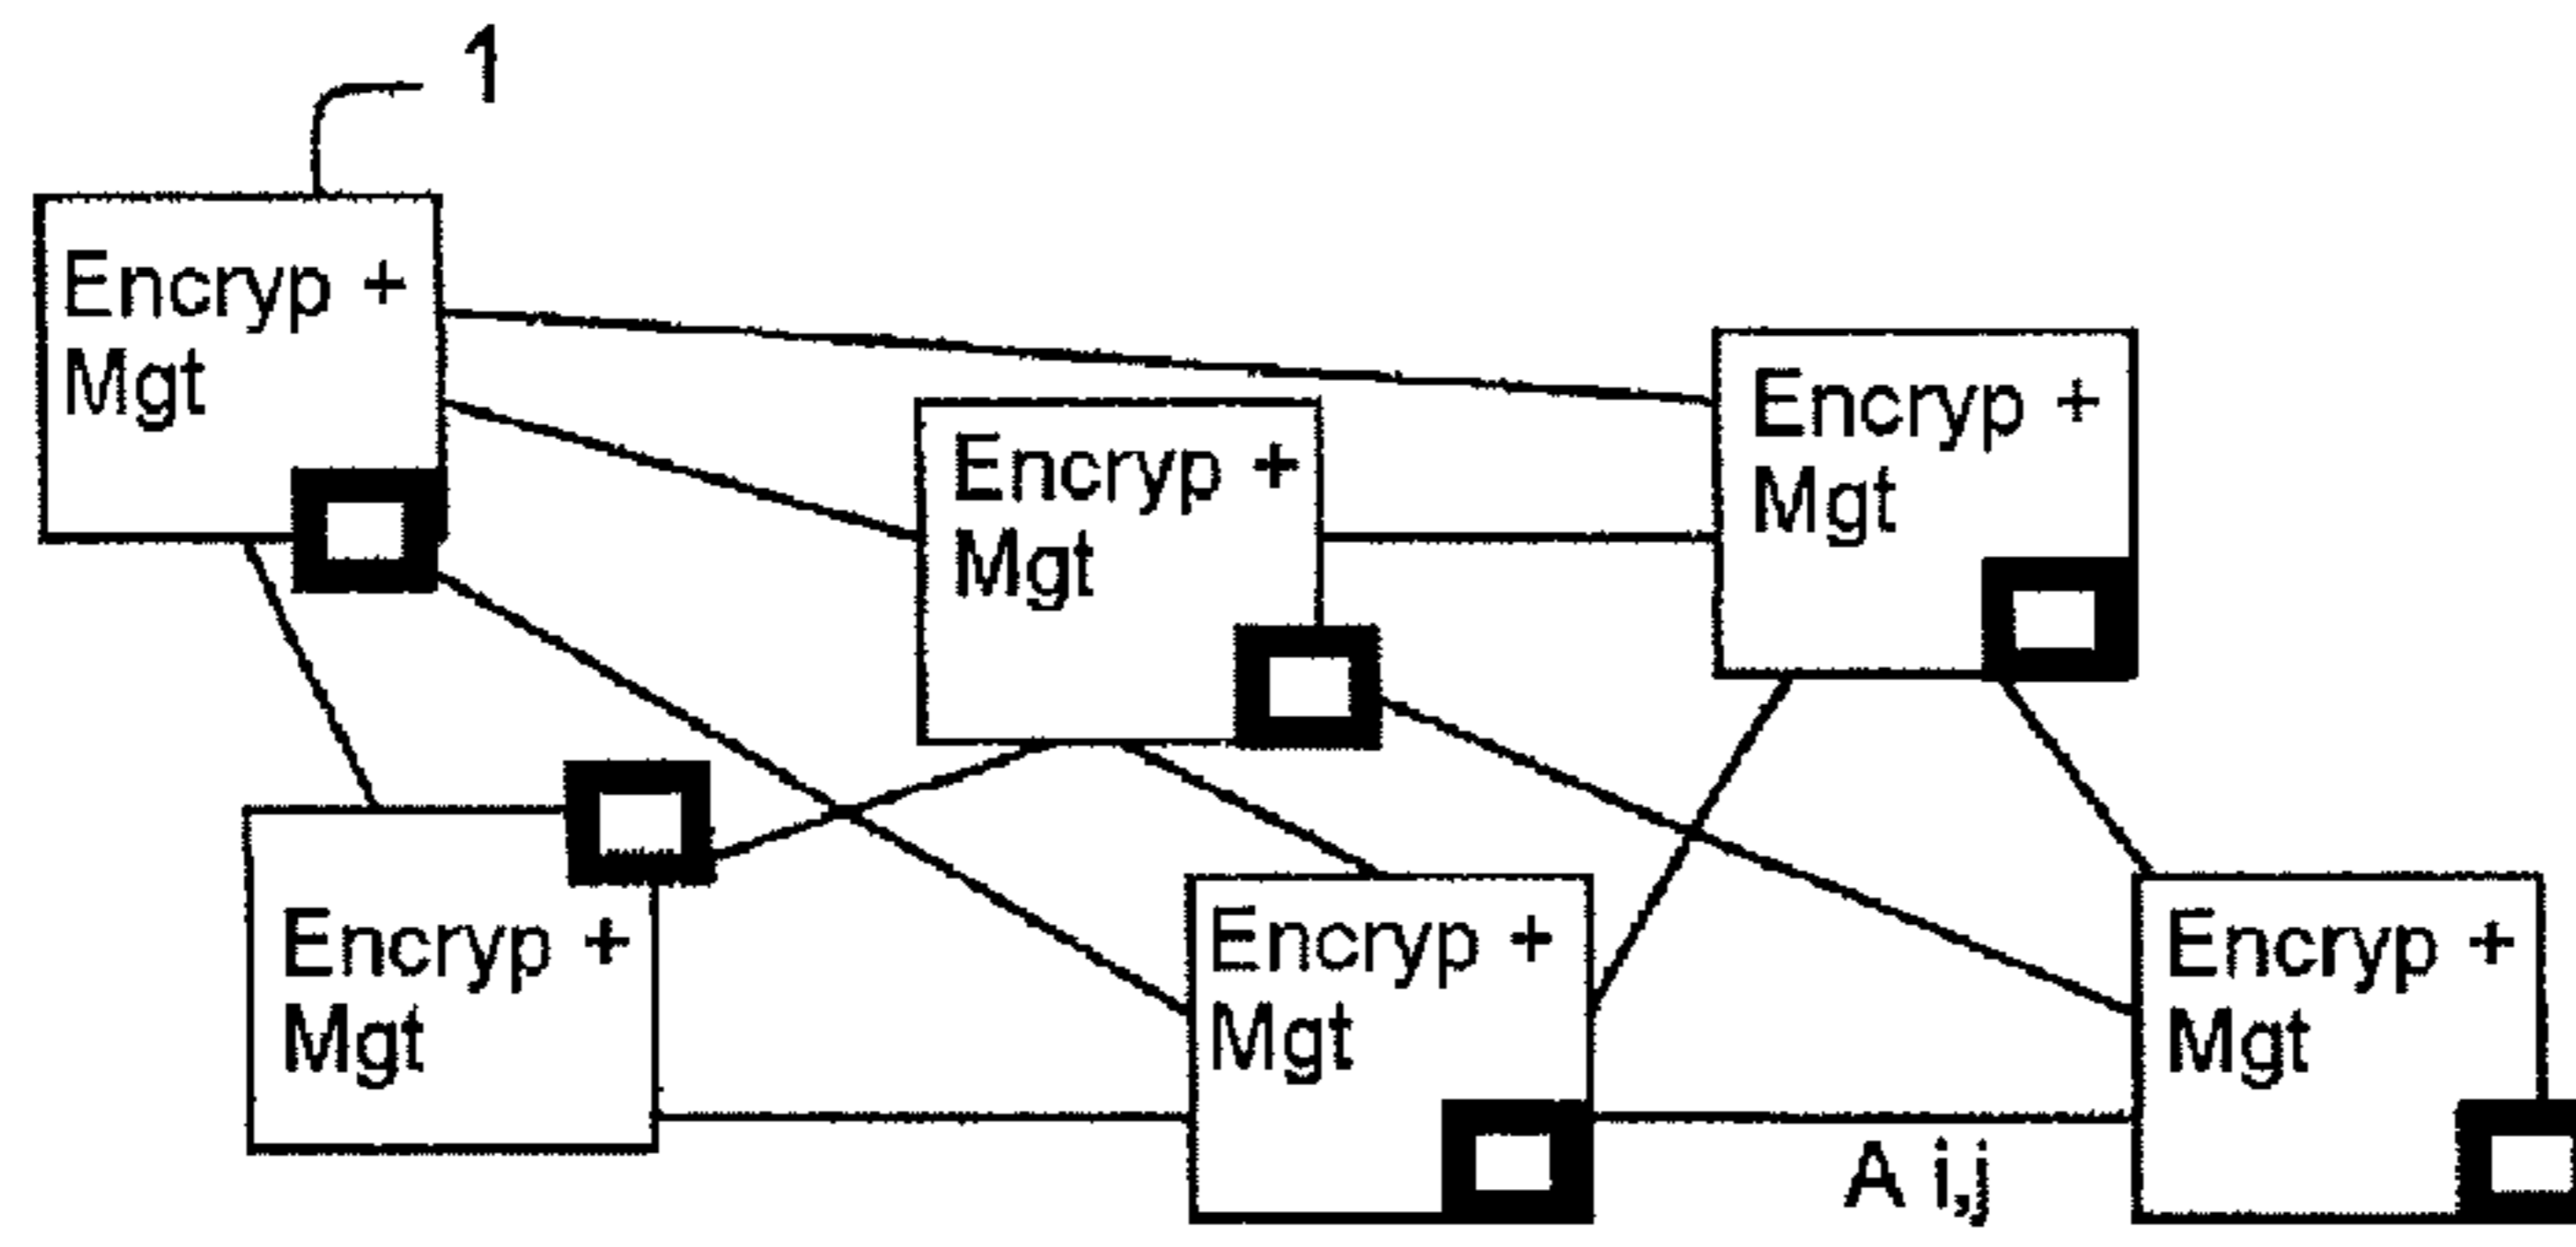 1
Encryp +
Mgt
Encryp +
Mgt
Encryp +
Mgt
Encryp +
Mgt
Encryp +
Mgt
Encryp +
Mgt
A i,j